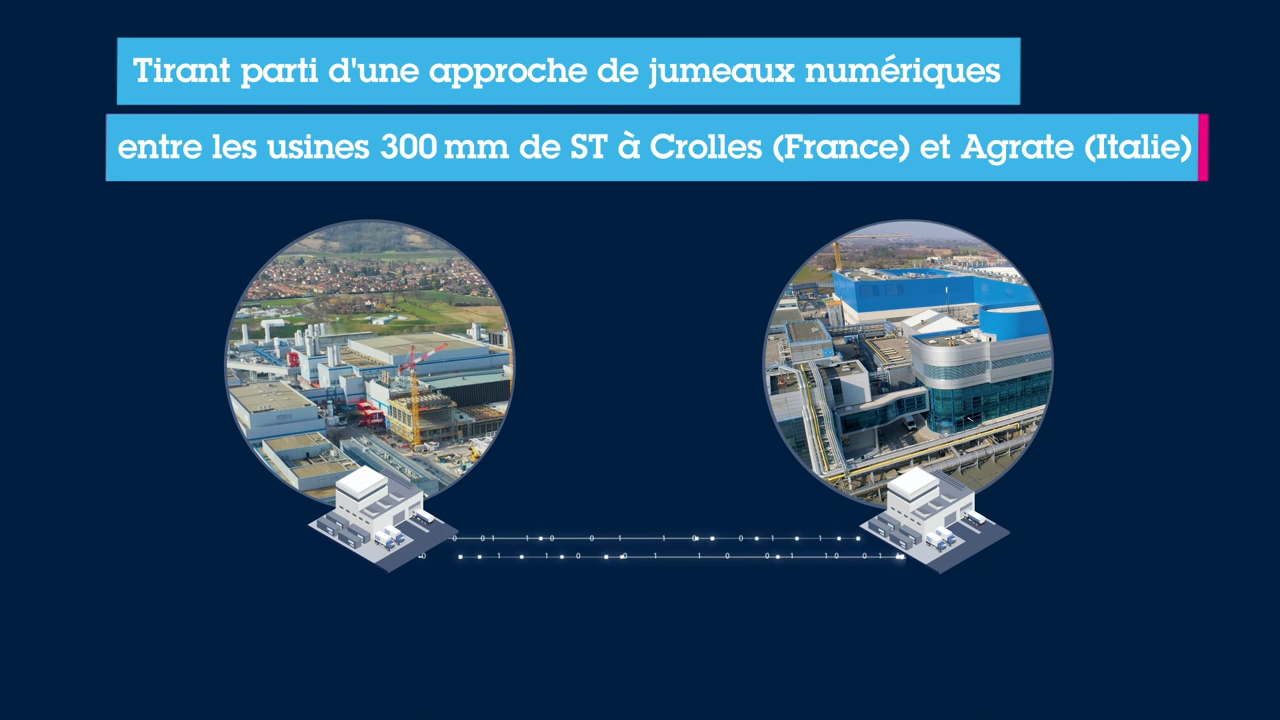 Tirant parti d'une approche de jumeaux numériques
entre les usines 300 mm de ST à Crolles (France) et Agrate (Italie)